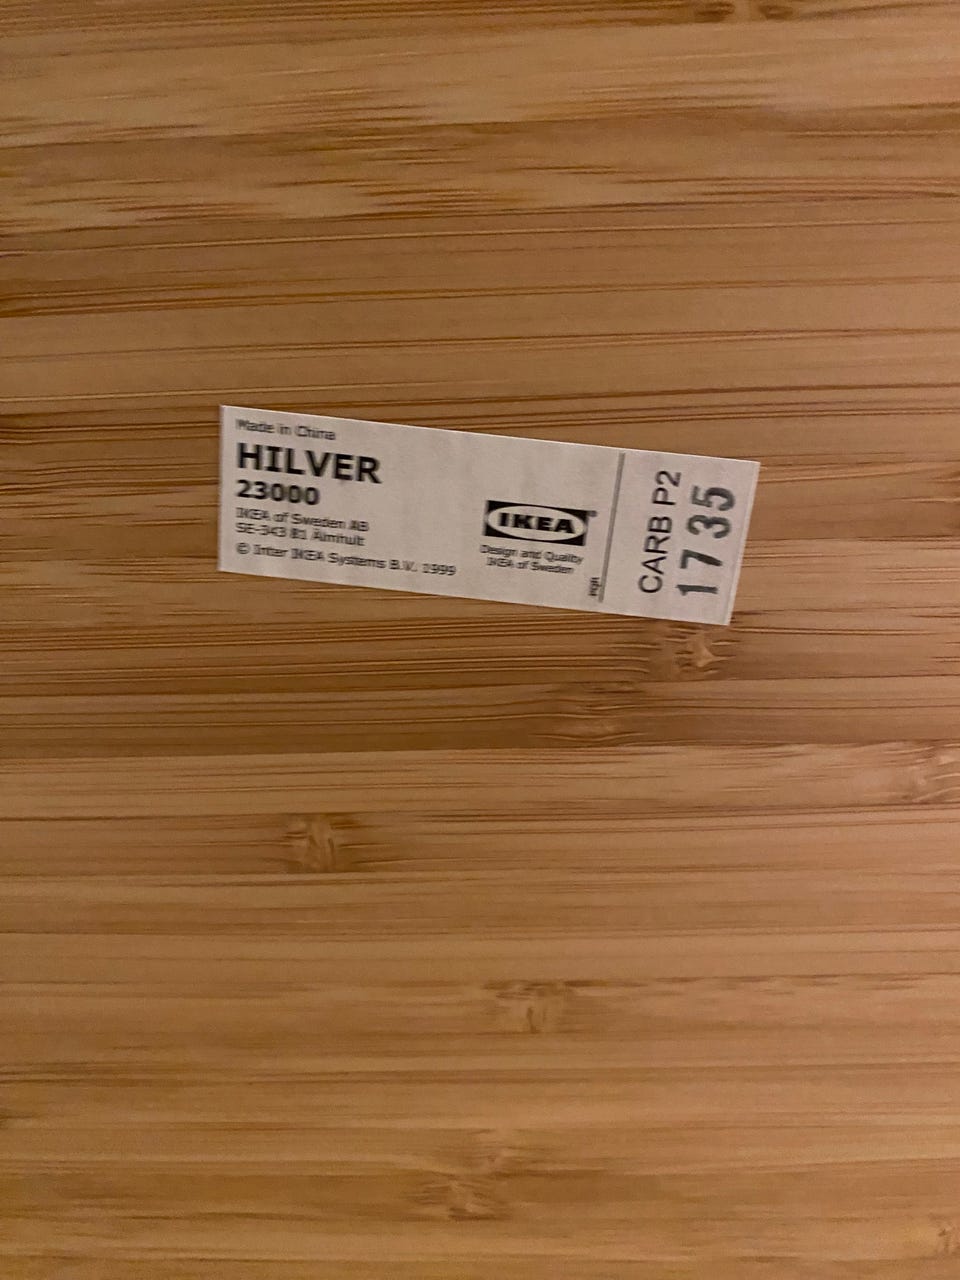 Made in China
HILVER
23000
IKEA of Sweden AB
SE-343 81 Älmhult
© Inter IKEA Systems B.V. 1999
IKEA®
Design and Quality
IKEA of Sweden
CARB P2
1735